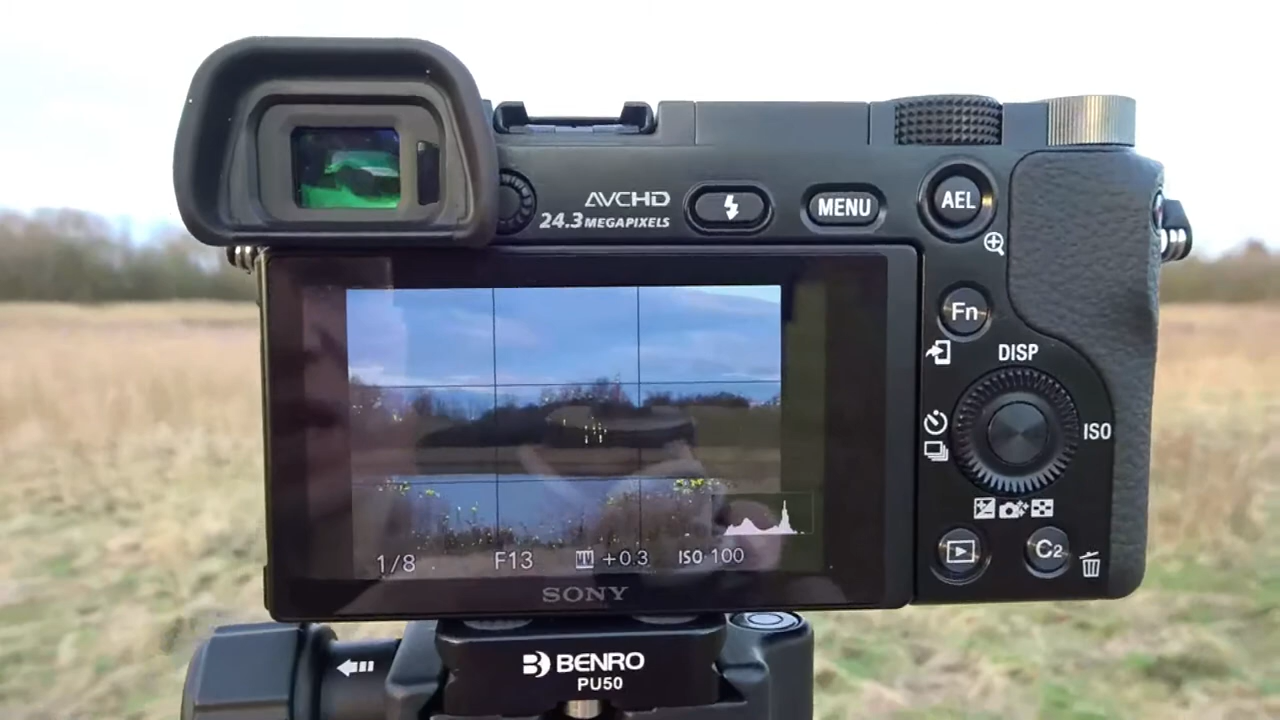 AVCHD
24.3 MEGAPIXELS
MENU
AEL
Fn
DISP
ISO
1/8 F13 +0.3 ISO 100
C2
SONY
BENRO
PU50